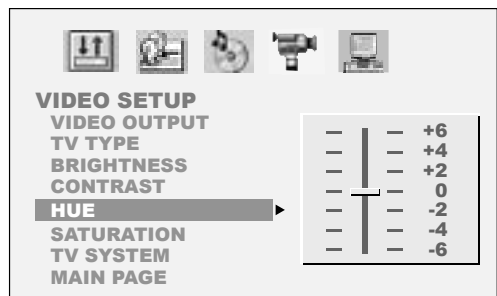 VIDEO SETUP
VIDEO OUTPUT
TV TYPE
BRIGHTNESS
CONTRAST
HUE
SATURATION
TV SYSTEM
MAIN PAGE
+6
+4
+2
0
-2
-4
-6